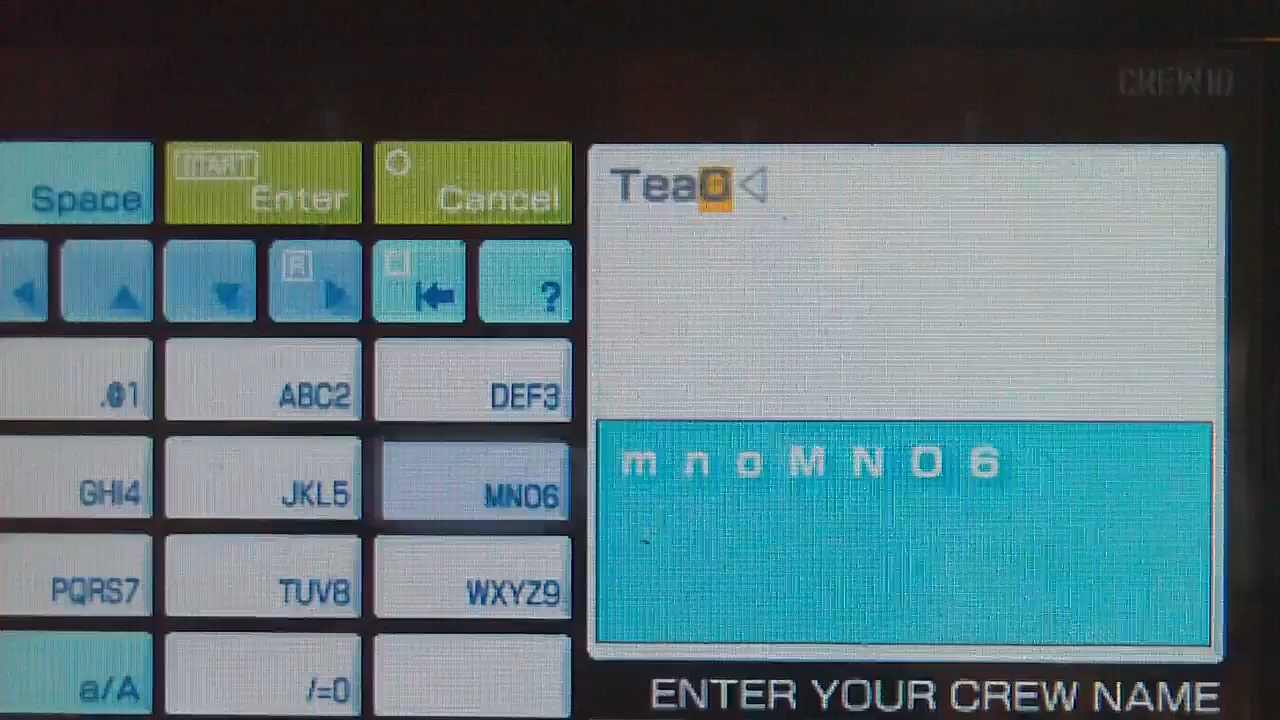 CREW ID
Space
START
Enter
Cancel
TeaO
R
?
.@1
ABC2
DEF3
GHI4
JKL5
MNO6
m n o M N O 6
PQRS7
TUV8
WXYZ9
a/A
/=0
ENTER YOUR CREW NAME